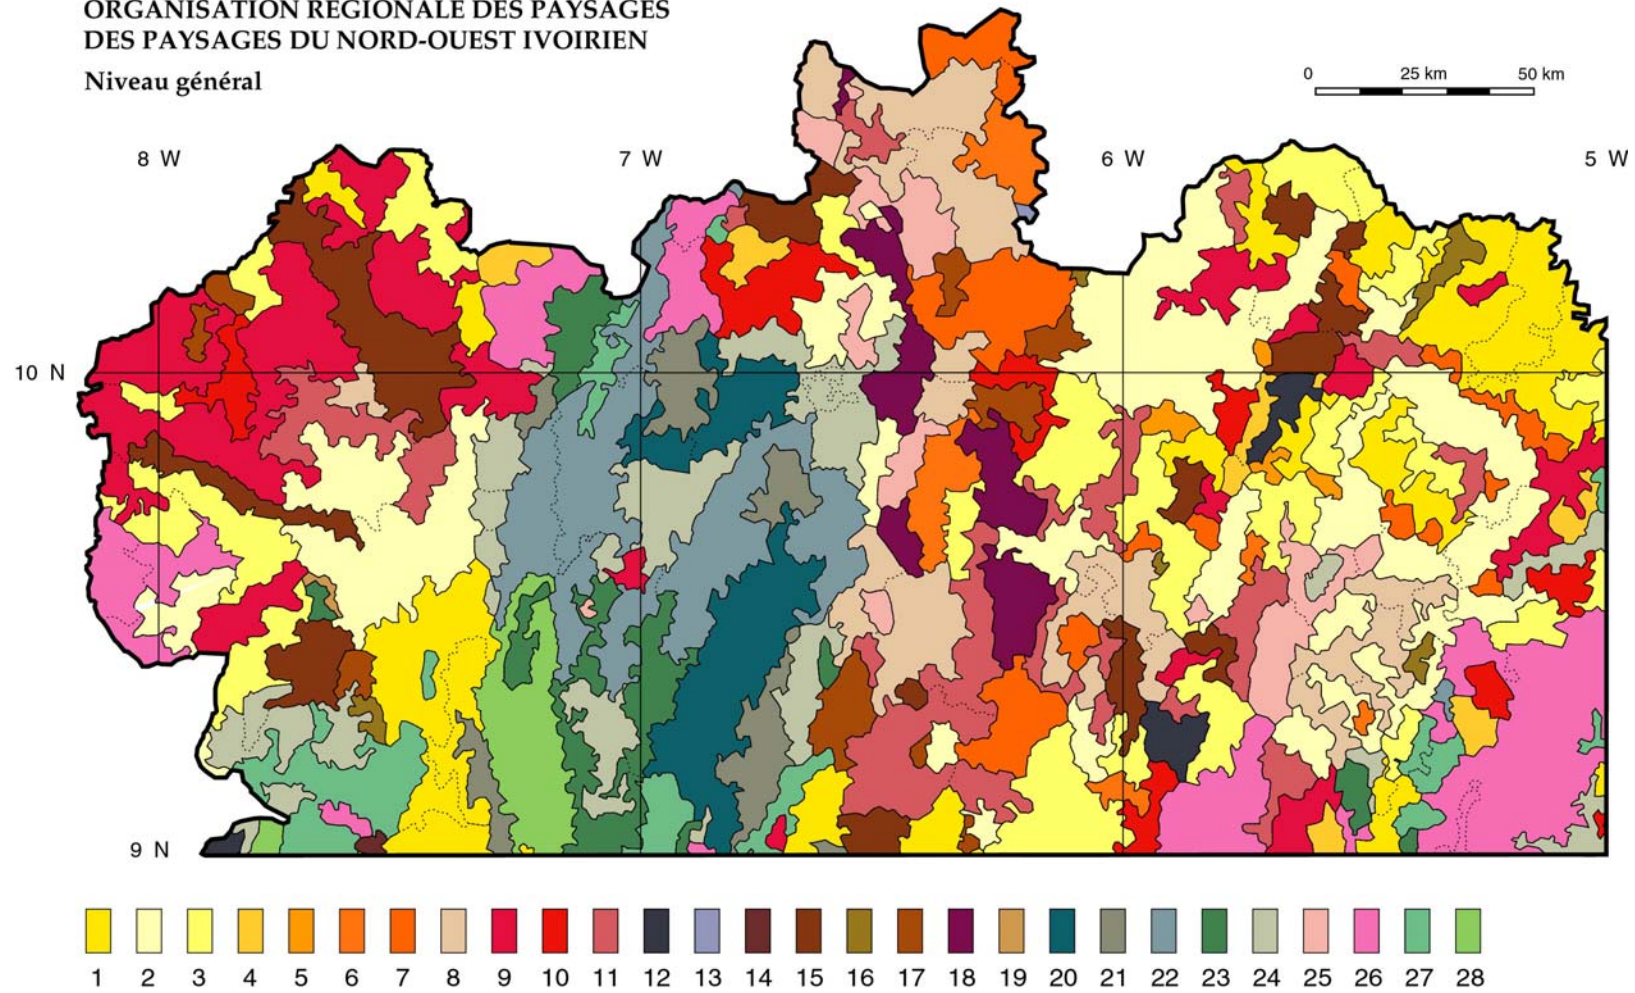 ORGANISATION REGIONALE DES PAYSAGES
DES PAYSAGES DU NORD-OUEST IVOIRIEN
Niveau général
0 25 km 50 km
8 W 7 W 6 W 5 W
10 N
9 N
1 2 3 4 5 6 7 8 9 10 11 12 13 14 15 16 17 18 19 20 21 22 23 24 25 26 27 28